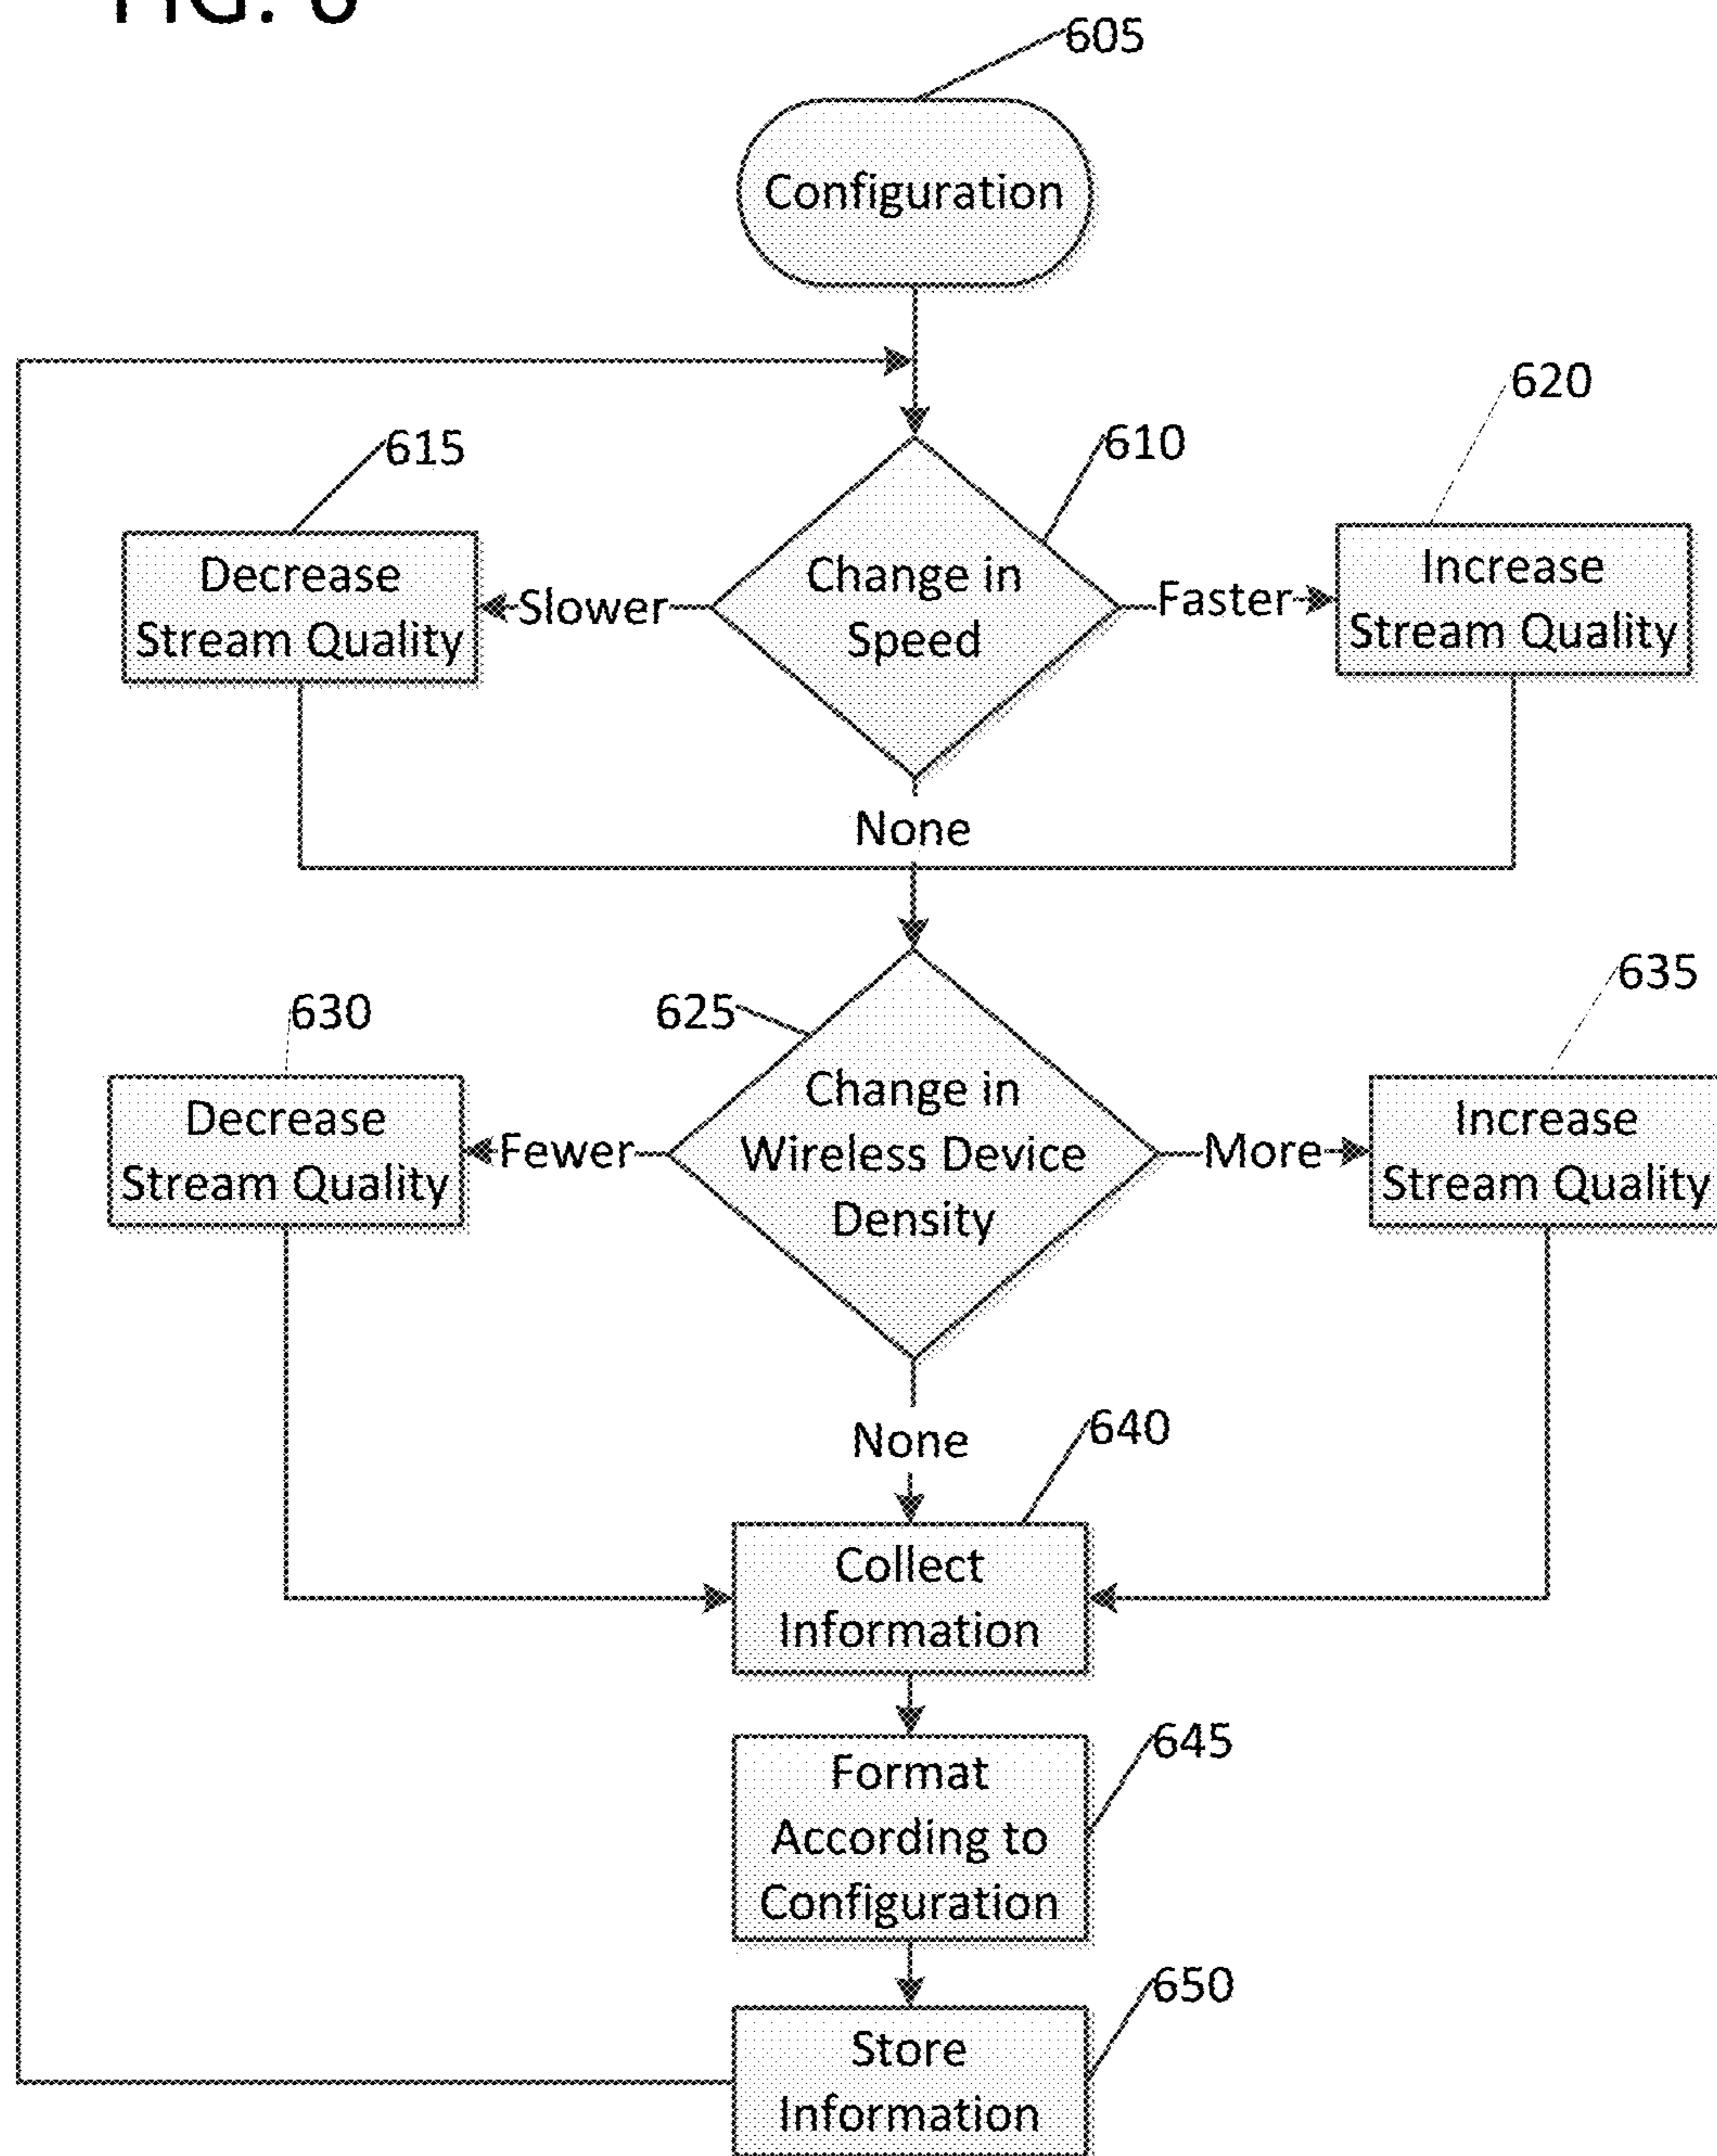 FIG. 6
605
Configuration
620
615
610
Decrease
Stream Quality
Slower
Change in
Speed
Faster
Increase
Stream Quality
None
635
630
625
Decrease
Stream Quality
Fewer
Change in
Wireless Device
Density
More
Increase
Stream Quality
None
640
Collect
Information
645
Format
According to
Configuration
650
Store
Information